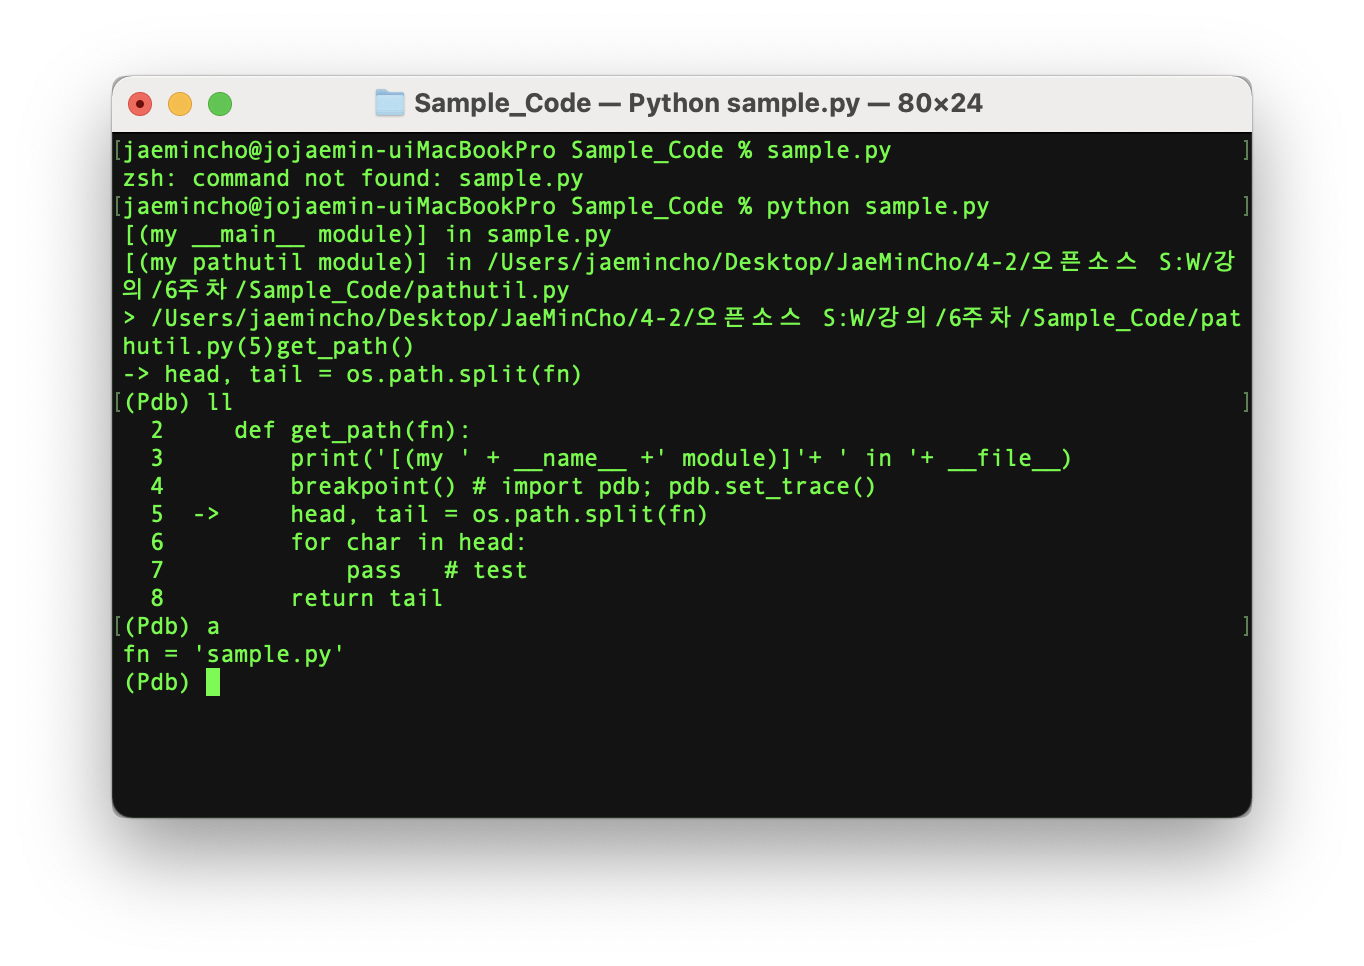 Sample_Code — Python sample.py — 80×24
[jaemincho@jojaemin-uiMacBookPro Sample_Code % sample.py ]
zsh: command not found: sample.py
[jaemincho@jojaemin-uiMacBookPro Sample_Code % python sample.py ]
[(my __main__ module)] in sample.py
[(my pathutil module)] in /Users/jaemincho/Desktop/JaeMinCho/4-2/오픈소스 S:W/강
의/6주차/Sample_Code/pathutil.py
> /Users/jaemincho/Desktop/JaeMinCho/4-2/오픈소스 S:W/강의/6주차/Sample_Code/pat
hutil.py(5)get_path()
-> head, tail = os.path.split(fn)
[(Pdb) ll ]
  2     def get_path(fn):
  3         print('[(my ' + __name__ +' module)]'+ ' in '+ __file__)
  4         breakpoint() # import pdb; pdb.set_trace()
  5  ->     head, tail = os.path.split(fn)
  6         for char in head:
  7             pass   # test
  8         return tail
[(Pdb) a ]
fn = 'sample.py'
(Pdb)